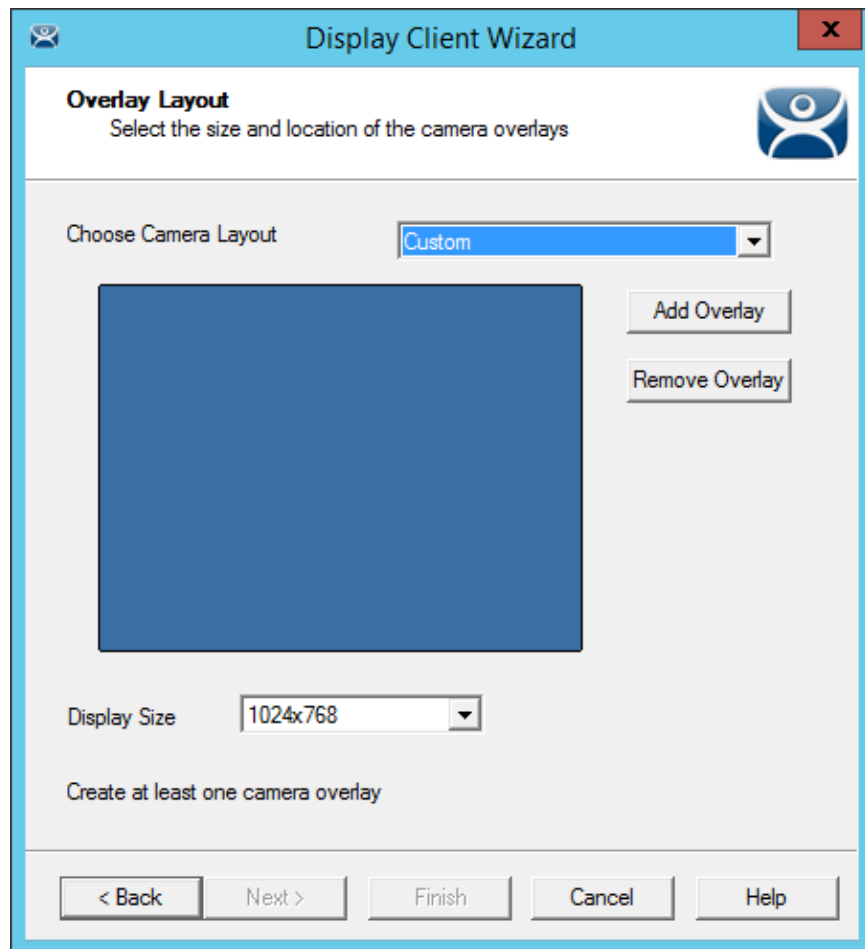 Display Client Wizard
x
Overlay Layout
Select the size and location of the camera overlays
Choose Camera Layout
Custom
Add Overlay
Remove Overlay
Display Size
1024x768
Create at least one camera overlay
< Back
Next >
Finish
Cancel
Help